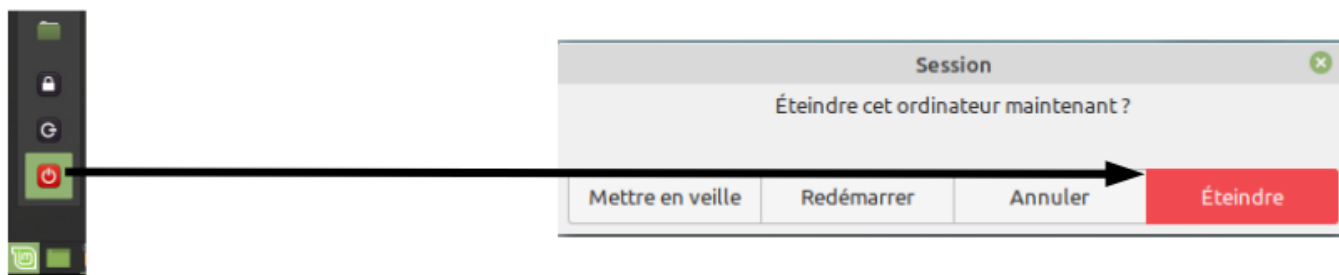 Session
Éteindre cet ordinateur maintenant ?
Mettre en veille Redémarrer Annuler Éteindre